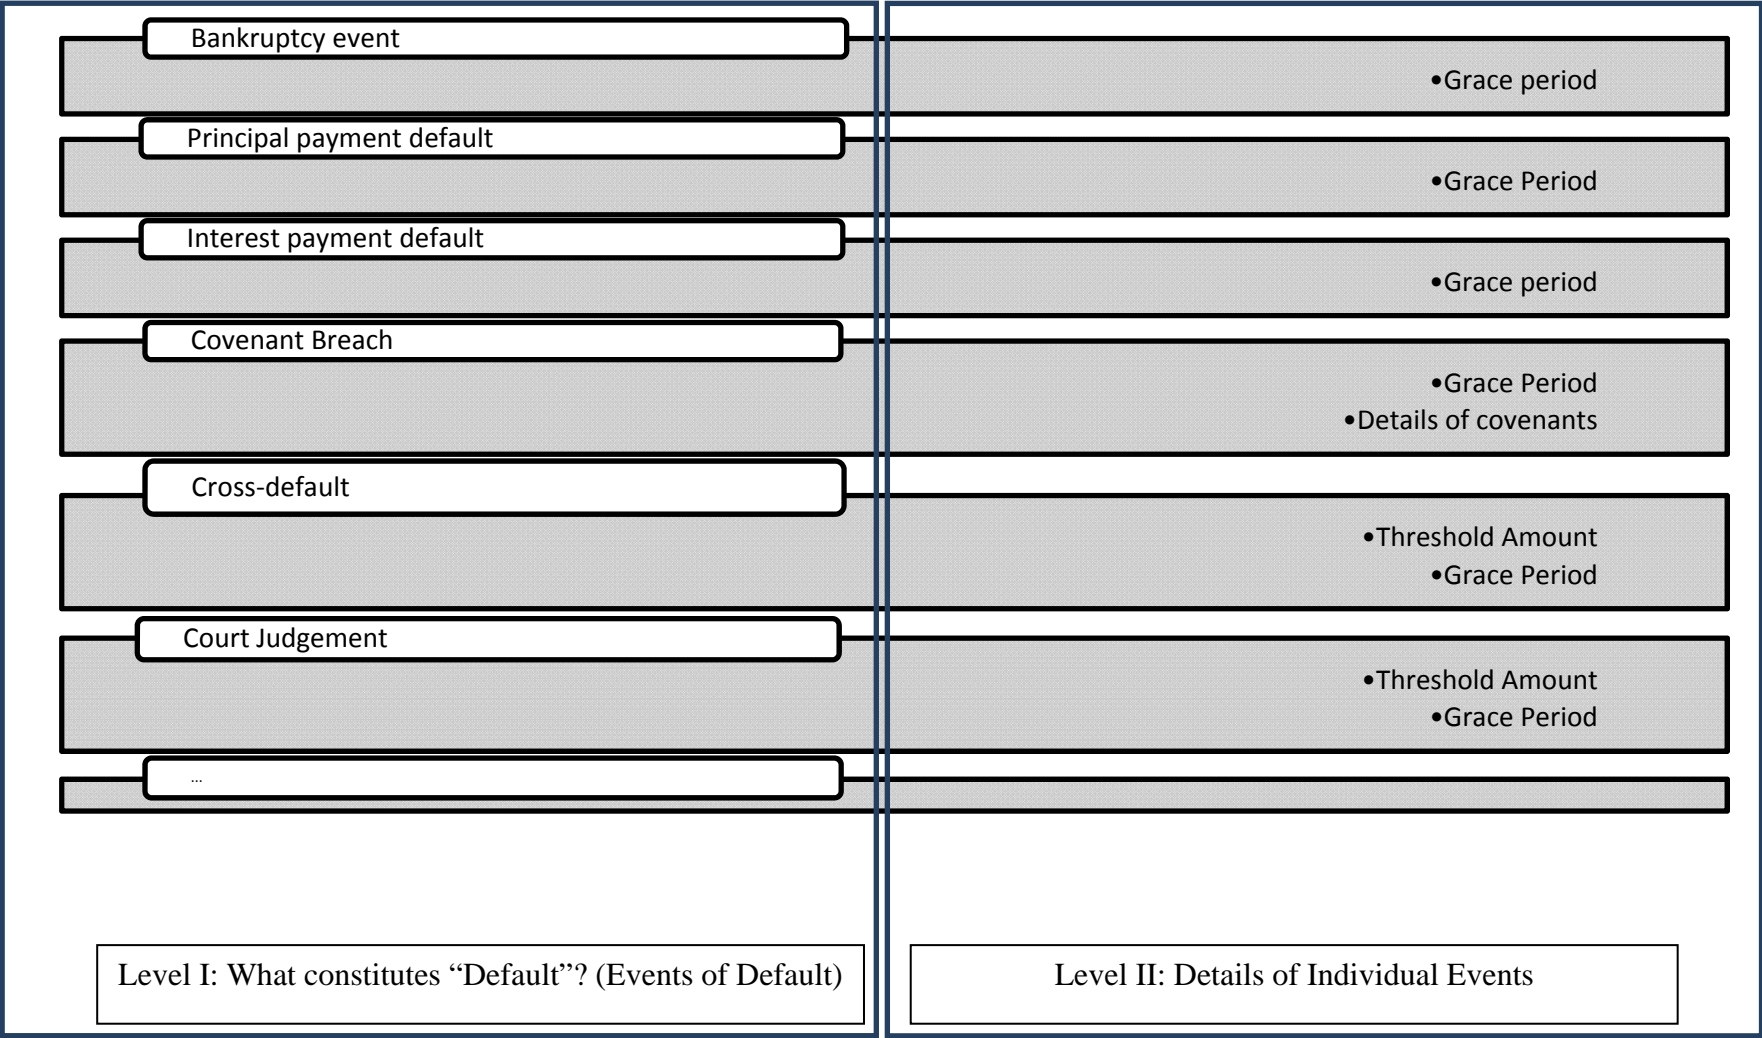 Bankruptcy event
•Grace period
Principal payment default
•Grace Period
Interest payment default
•Grace period
Covenant Breach
•Grace Period
•Details of covenants
Cross-default
•Threshold Amount
•Grace Period
Court Judgement
•Threshold Amount
•Grace Period
...
Level I: What constitutes “Default”? (Events of Default)
Level II: Details of Individual Events